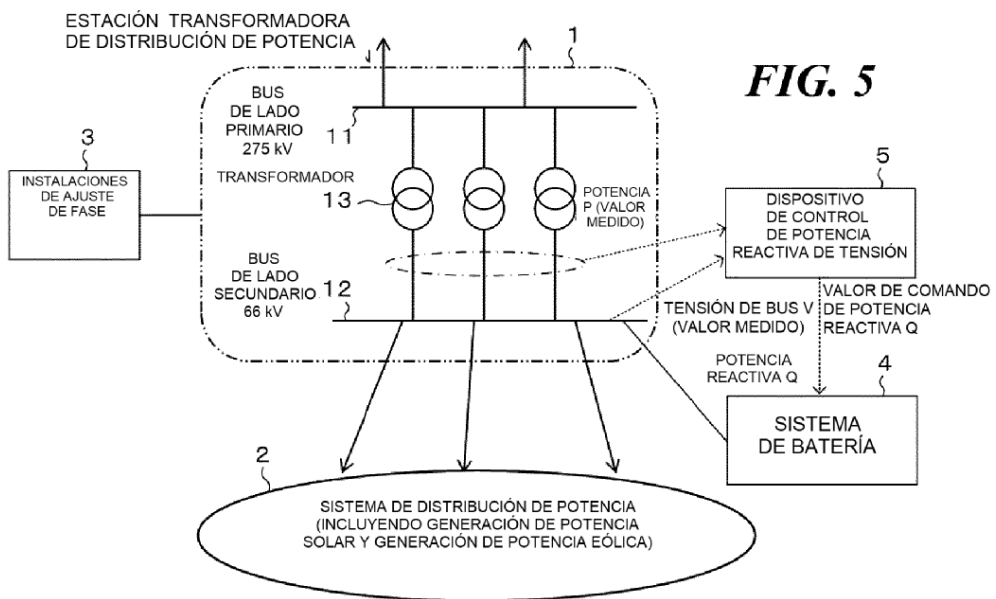 ESTACIÓN TRANSFORMADORA
DE DISTRIBUCIÓN DE POTENCIA
1
FIG. 5
BUS
DE LADO
PRIMARIO
275 kV
11
3
INSTALACIONES
DE AJUSTE
DE FASE
TRANSFORMADOR
13
POTENCIA
P (VALOR
MEDIDO)
5
DISPOSITIVO
DE CONTROL
DE POTENCIA
REACTIVA DE TENSIÓN
BUS
DE LADO
SECUNDARIO
66 kV
12
TENSIÓN DE BUS V
(VALOR MEDIDO)
VALOR DE COMANDO
DE POTENCIA
REACTIVA Q
POTENCIA
REACTIVA Q
4
SISTEMA
DE BATERÍA
2
SISTEMA DE DISTRIBUCIÓN DE POTENCIA
(INCLUYENDO GENERACIÓN DE POTENCIA
SOLAR Y GENERACIÓN DE POTENCIA EÓLICA)